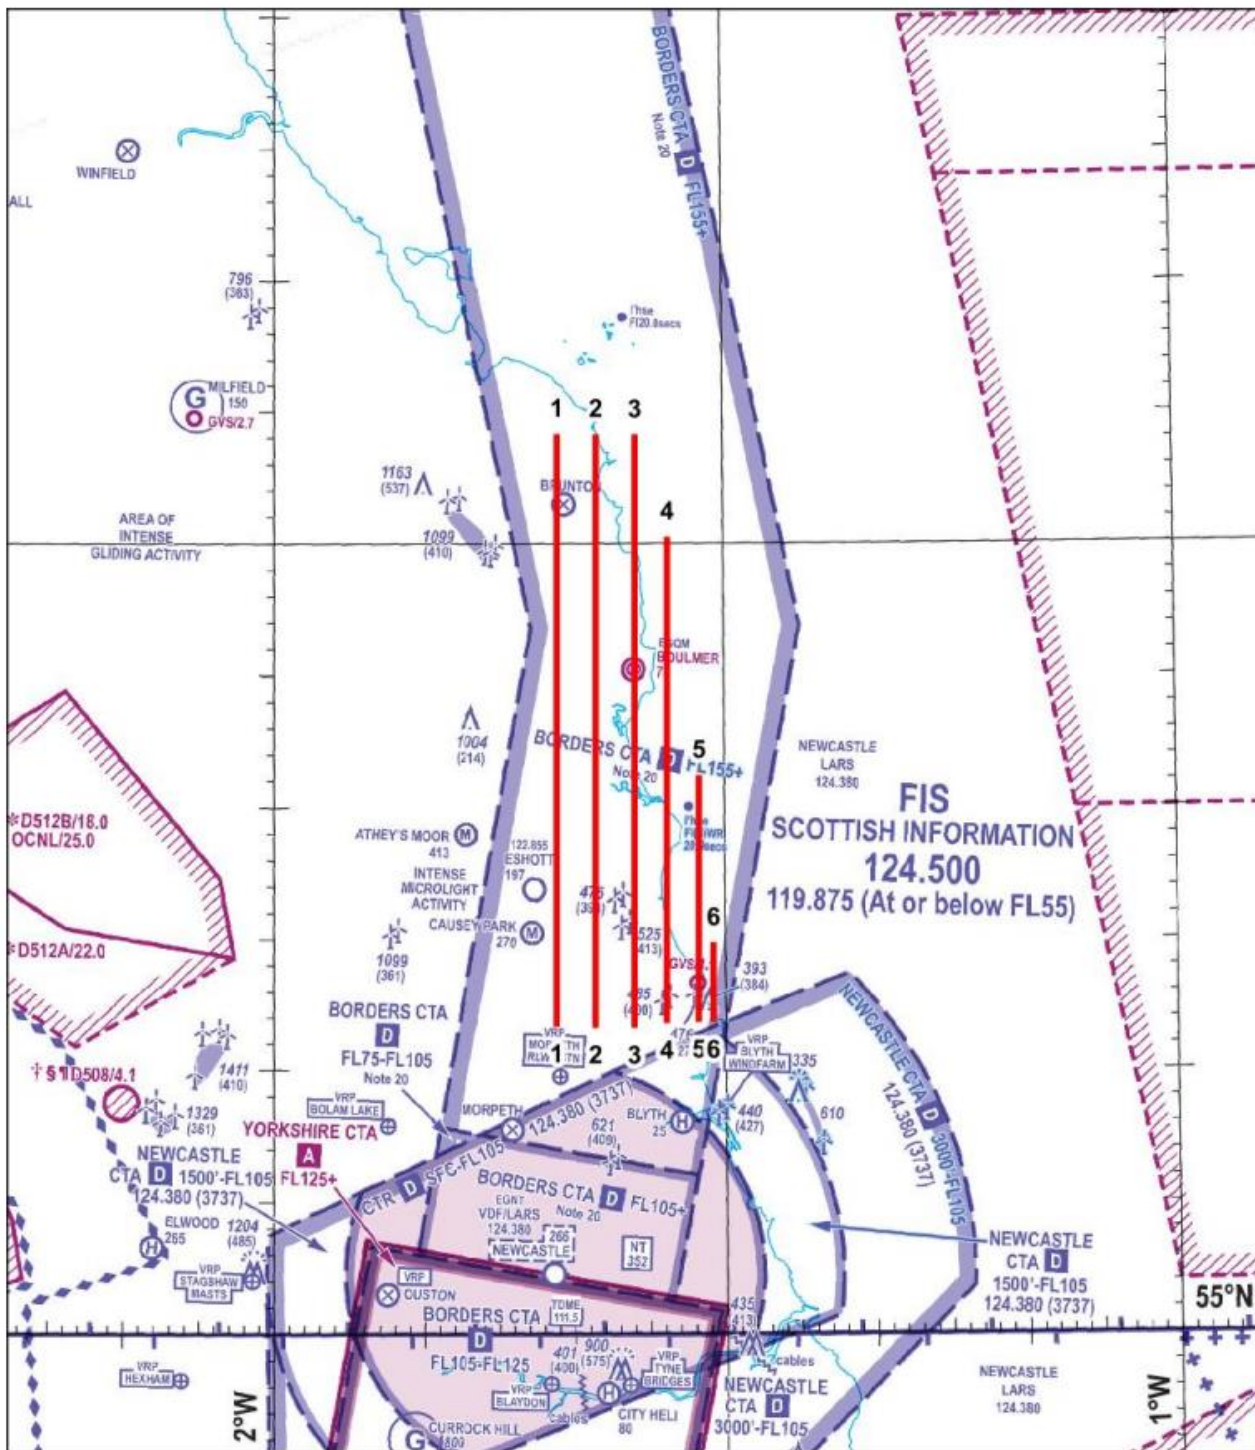 BORDERS CTA
Note 20
D
FL155+
WINFIELD
ALL
796
(363)
l'hse
Fl20.8secs
G
MILFIELD
150
GVS/2.7
1
2
3
1163
(537)
BRUNTON
4
AREA OF
INTENSE
GLIDING ACTIVITY
1099
(410)
EGQM
BOULMER
1004
(214)
BORDERS CTA D FL155+
Note 20
5
NEWCASTLE
LARS
124.380
FIS
SCOTTISH INFORMATION
124.500
119.875 (At or below FL55)
*D512B/18.0
OCNL/25.0
ATHEY'S MOOR M
413
122.855
ESHOTT
197
INTENSE
MICROLIGHT
ACTIVITY
CAUSEY PARK
270 M
525
(413)
6
*D512A/22.0
1099
(361)
393
(384)
BORDERS CTA
D
FL75-FL105
Note 20
VRP
1 2 3 4 5 6
VRP
BLYTH
WINDFARM
335
NEWCASTLE CTA D 3000'-FL105
124.380 (3737)
1411
(410)
† § ¶ D508/4.1
1329
(361)
VRP
BOLAM LAKE
MORPETH
124.380 (3737)
621
(409)
BLYTH
25 H
440
(427)
610
YORKSHIRE CTA
A
FL125+
NEWCASTLE
CTA D 1500'-FL105
124.380 (3737)
CTR D SFC-FL105
BORDERS CTA D FL105+
Note 20
EGNT
VDF/LARS
124.380
266
NEWCASTLE
NT
352
ELWOOD
265
H
1204
(485)
VRP
STAGSHAW
MASTS
VRP
OUSTON
NEWCASTLE
CTA D
1500'-FL105
124.380 (3737)
55°N
BORDERS CTA
D
FL105-FL125
TDME
111.5
435
(413)
VRP
HEXHAM
401
(400)
900
(575)
VRP
BLAYDON
cables
H
CITY HELI
80
VRP
TYNE
BRIDGES
cables
NEWCASTLE
CTA D
3000'-FL105
NEWCASTLE
LARS
124.380
2°W
CURROCK HILL
800
G
1°W